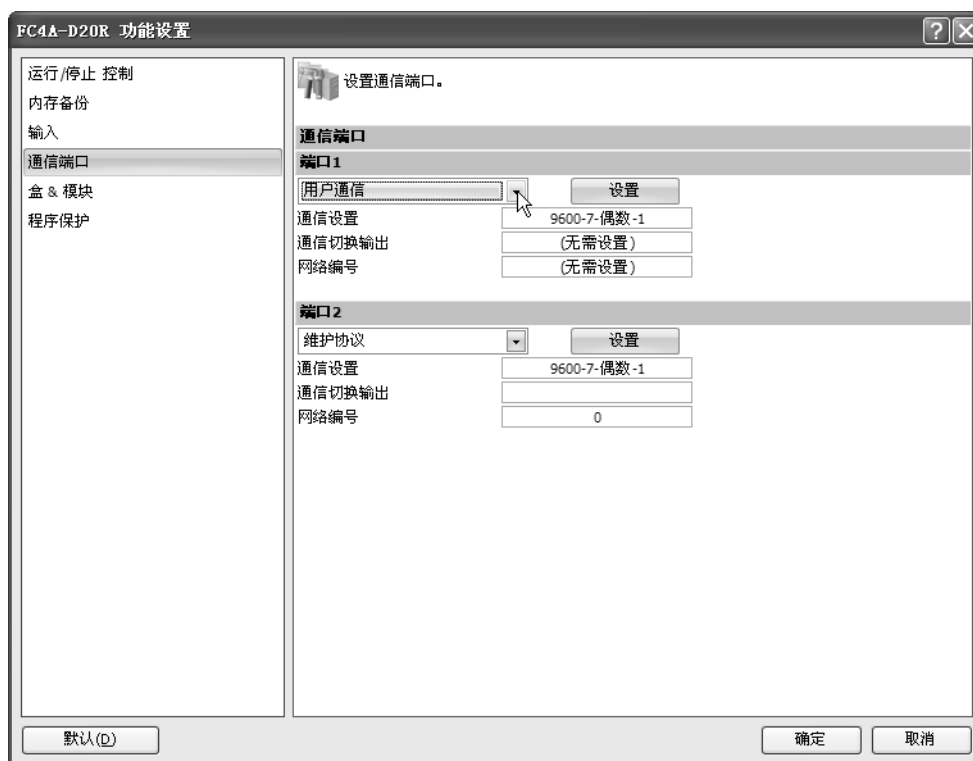 FC4A-D20R 功能设置
运行/停止 控制
内存备份
输入
通信端口
盒 & 模块
程序保护
设置通信端口。
通信端口
端口1
用户通信 设置
通信设置 9600-7-偶数-1
通信切换输出 (无需设置)
网络编号 (无需设置)
端口2
维护协议 设置
通信设置 9600-7-偶数-1
通信切换输出
网络编号 0
默认(D) 确定 取消